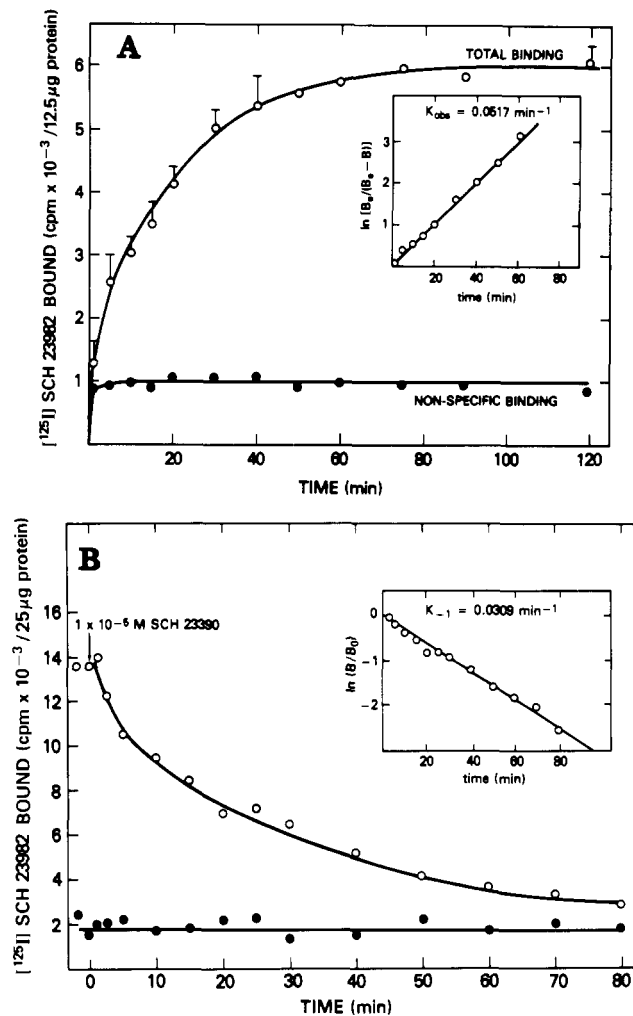 A
TOTAL BINDING
NON-SPECIFIC BINDING
[125I] SCH 23982 BOUND (cpm x 10⁻³/12.5µg protein)
6
5
4
3
2
1
20
40
60
80
100
120
TIME (min)
K_obs = 0.0517 min⁻¹
ln [Bₑ/(Bₑ – B)]
3
2
1
0
20
40
60
80
time (min)
B
1 x 10⁻⁶ M SCH 23390
[125I] SCH 23982 BOUND (cpm x 10⁻³/25µg protein)
16
14
12
10
8
6
4
2
0
10
20
30
40
50
60
70
80
TIME (min)
K₋₁ = 0.0309 min⁻¹
ln (B/B₀)
0
-1
-2
20
40
60
80
time (min)